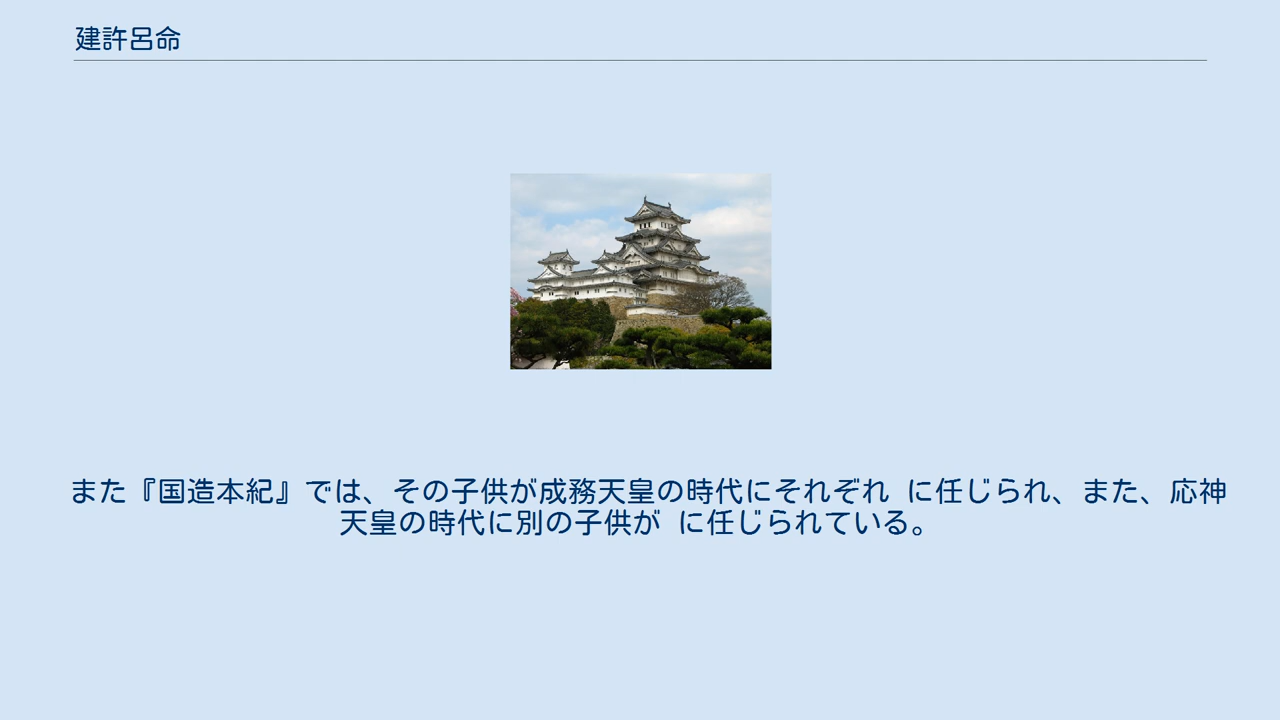 建許呂命
また『国造本紀』では、その子供が成務天皇の時代にそれぞれ に任じられ、また、応神
天皇の時代に別の子供が に任じられている。